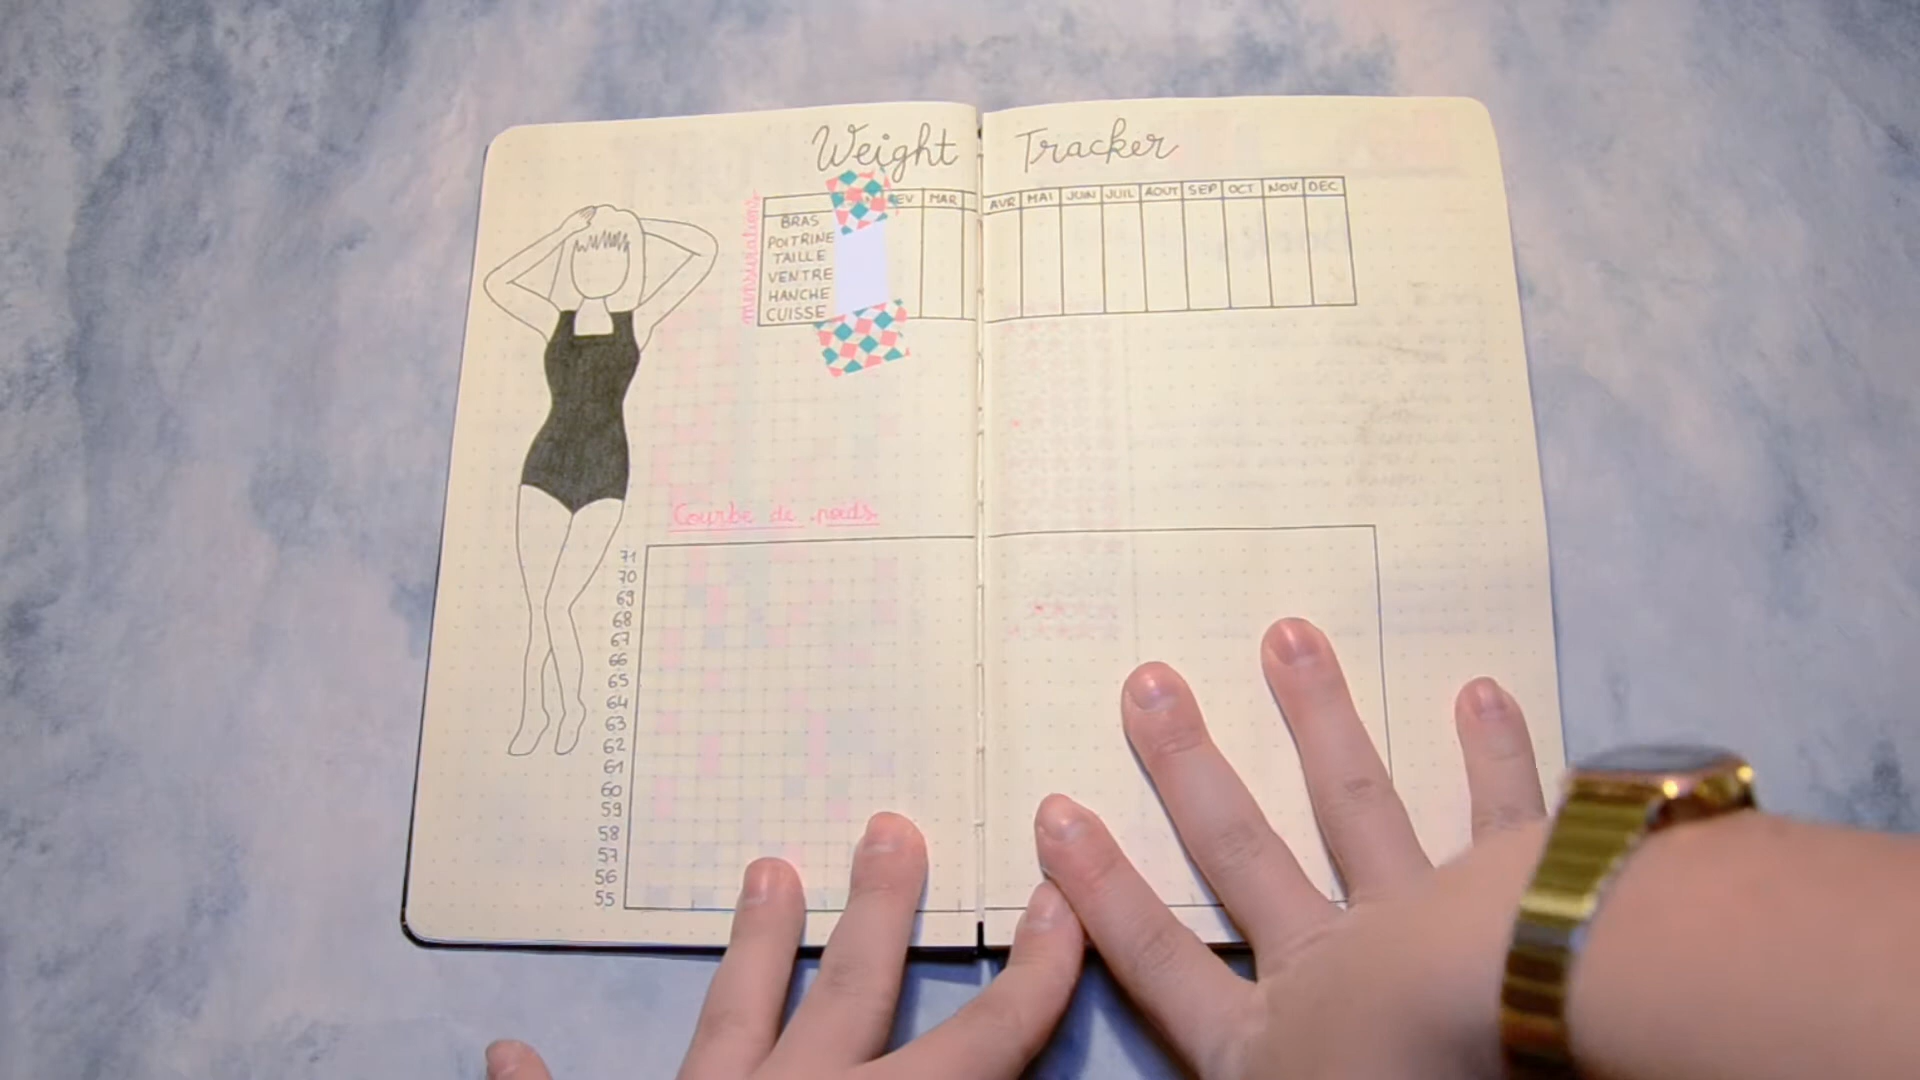 Weight Tracker
MAR AVR MAI JUIN JUIL AOUT SEP OCT NOV DEC
mensurations
BRAS
POITRINE
TAILLE
VENTRE
HANCHE
CUISSE
Courbe de poids
71
70
69
68
67
66
65
64
63
62
61
60
59
58
57
56
55